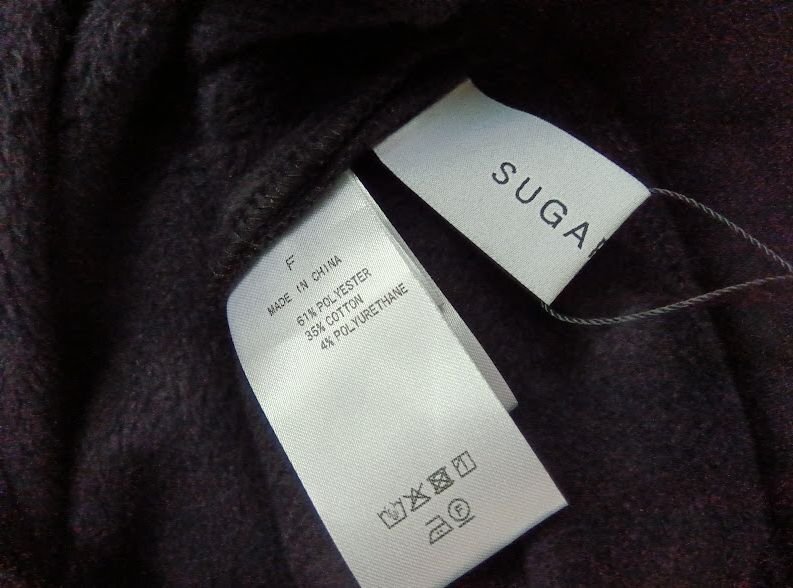 SUGA
F
MADE IN CHINA
61% POLYESTER
35% COTTON
4% POLYURETHANE
F